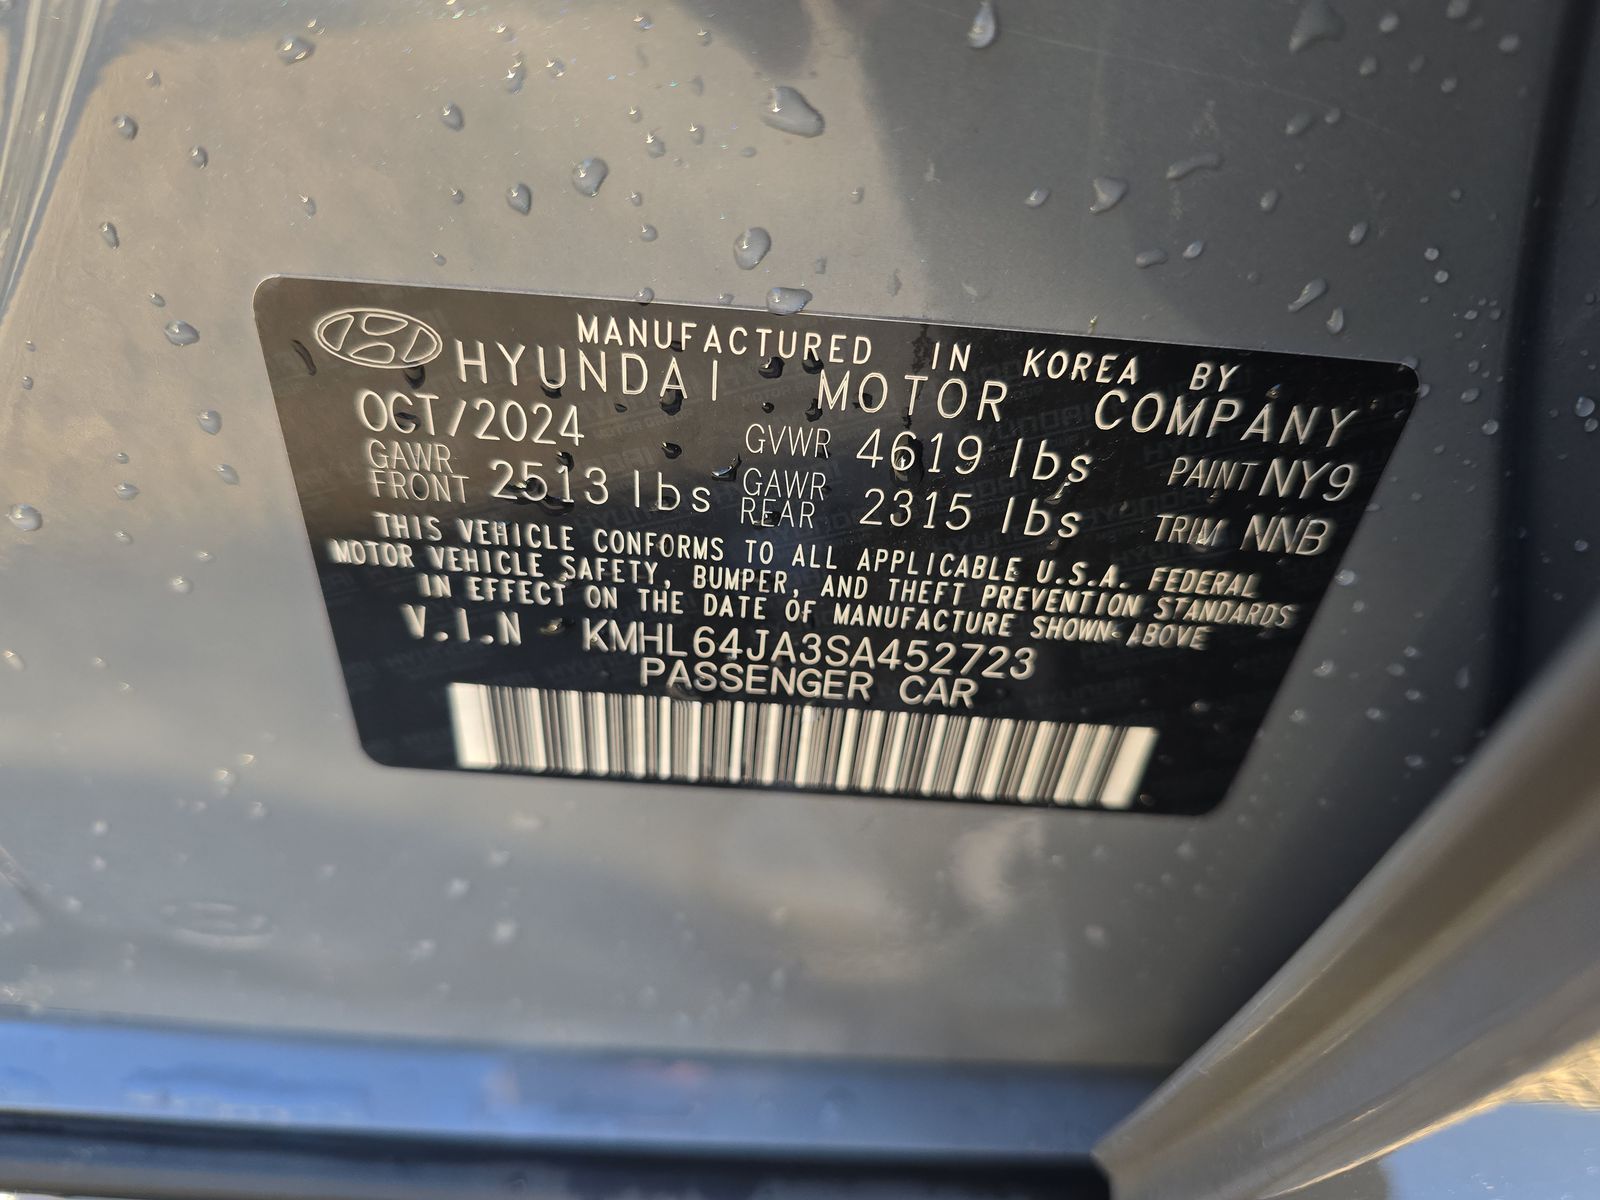 MANUFACTURED IN KOREA BY
HYUNDAI MOTOR COMPANY
OCT/2024 GVWR 4619 lbs PAINT NY9
GAWR FRONT 2513 lbs GAWR REAR 2315 lbs TRIM NNB
THIS VEHICLE CONFORMS TO ALL APPLICABLE U.S.A. FEDERAL
MOTOR VEHICLE SAFETY, BUMPER, AND THEFT PREVENTION STANDARDS
IN EFFECT ON THE DATE OF MANUFACTURE SHOWN ABOVE
V.I.N KMHL64JA3SA452723
PASSENGER CAR